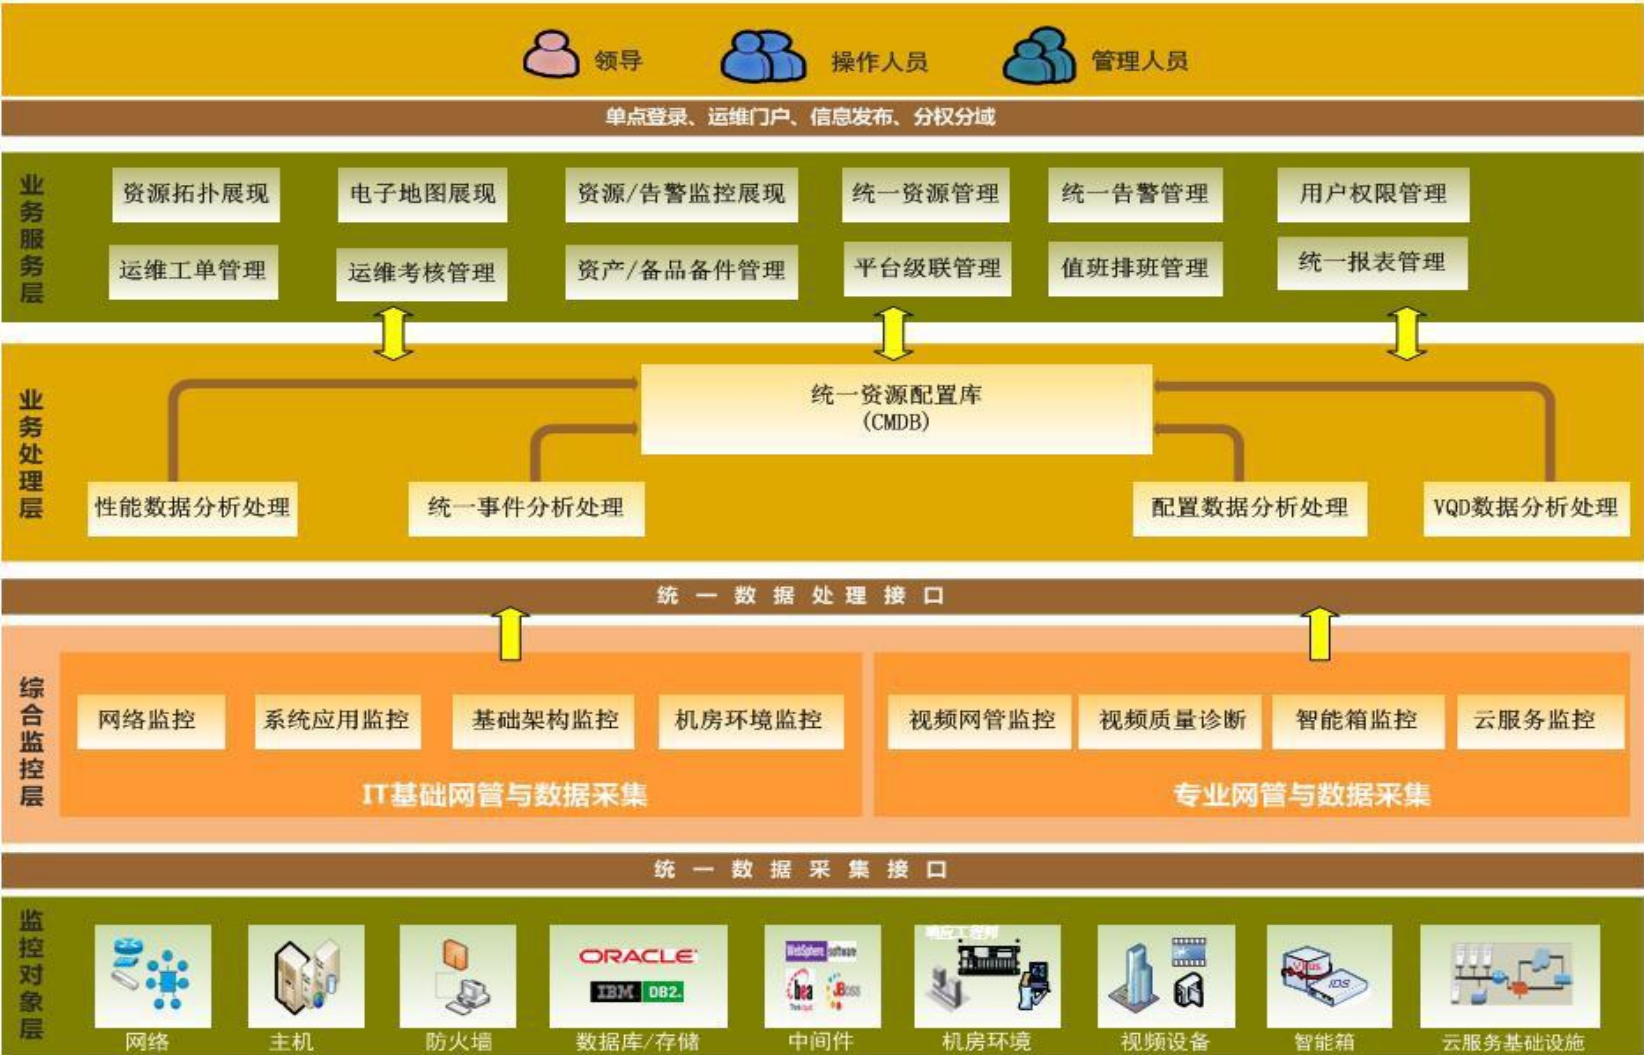 领导
操作人员
管理人员
单点登录、运维门户、信息发布、分权分域
业务服务层
资源拓扑展现
电子地图展现
资源/告警监控展现
统一资源管理
统一告警管理
用户权限管理
运维工单管理
运维考核管理
资产/备品备件管理
平台级联管理
值班排班管理
统一报表管理
业务处理层
统一资源配置库
(CMDB)
性能数据分析处理
统一事件分析处理
配置数据分析处理
VQD数据分析处理
统一数据处理接口
综合监控层
网络监控
系统应用监控
基础架构监控
机房环境监控
视频网管监控
视频质量诊断
智能箱监控
云服务监控
IT基础网管与数据采集
专业网管与数据采集
统一数据采集接口
监控对象层
ORACLE
IBM DB2.
WebSphere software
bea
JBoss
响应工程师
IDS
网络
主机
防火墙
数据库/存储
中间件
机房环境
视频设备
智能箱
云服务基础设施